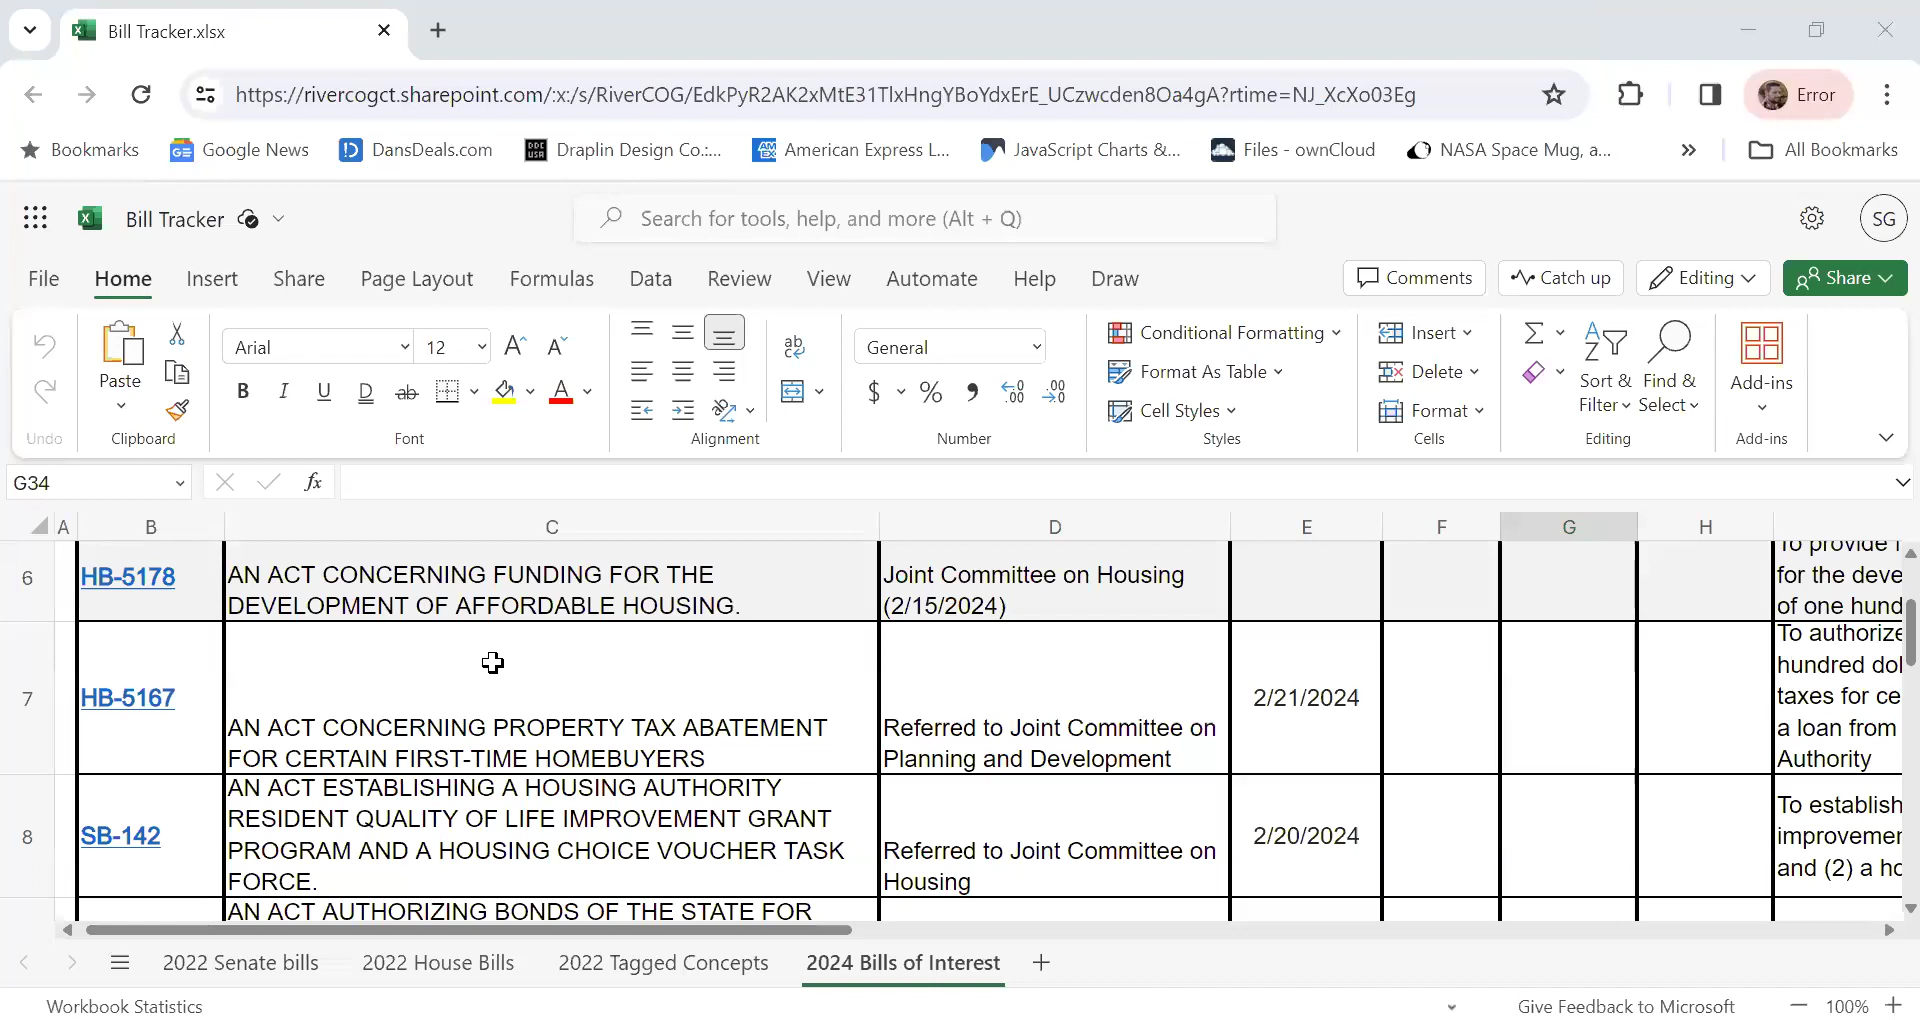 Bill Tracker.xlsx
https://rivercogct.sharepoint.com/:x:/s/RiverCOG/EdkPyR2AK2xMtE31TlxHngYBoYdxErE_UCzwcden8Oa4gA?rtime=NJ_XcXo03Eg
Error
Bookmarks
Google News
DansDeals.com
Draplin Design Co.:...
American Express L...
JavaScript Charts &...
Files - ownCloud
NASA Space Mug, a...
All Bookmarks
Bill Tracker
Search for tools, help, and more (Alt + Q)
SG
File Home Insert Share Page Layout Formulas Data Review View Automate Help Draw
Comments
Catch up
Editing
Share
Undo
Paste
Clipboard
Arial
12
Font
Alignment
General
Number
Conditional Formatting
Format As Table
Cell Styles
Styles
Insert
Delete
Format
Cells
Sort & Filter
Find & Select
Editing
Add-ins
Add-ins
G34
fx
A B C D E F G H
To provide f
6
HB-5178
AN ACT CONCERNING FUNDING FOR THE
DEVELOPMENT OF AFFORDABLE HOUSING.
Joint Committee on Housing
(2/15/2024)
for the deve
of one hund
7
HB-5167
AN ACT CONCERNING PROPERTY TAX ABATEMENT
FOR CERTAIN FIRST-TIME HOMEBUYERS
Referred to Joint Committee on
Planning and Development
2/21/2024
To authorize
hundred dol
taxes for ce
a loan from
Authority
8
SB-142
AN ACT ESTABLISHING A HOUSING AUTHORITY
RESIDENT QUALITY OF LIFE IMPROVEMENT GRANT
PROGRAM AND A HOUSING CHOICE VOUCHER TASK
FORCE.
Referred to Joint Committee on
Housing
2/20/2024
To establish
improvemen
and (2) a ho
AN ACT AUTHORIZING BONDS OF THE STATE FOR
2022 Senate bills
2022 House Bills
2022 Tagged Concepts
2024 Bills of Interest
Workbook Statistics
Give Feedback to Microsoft
100%